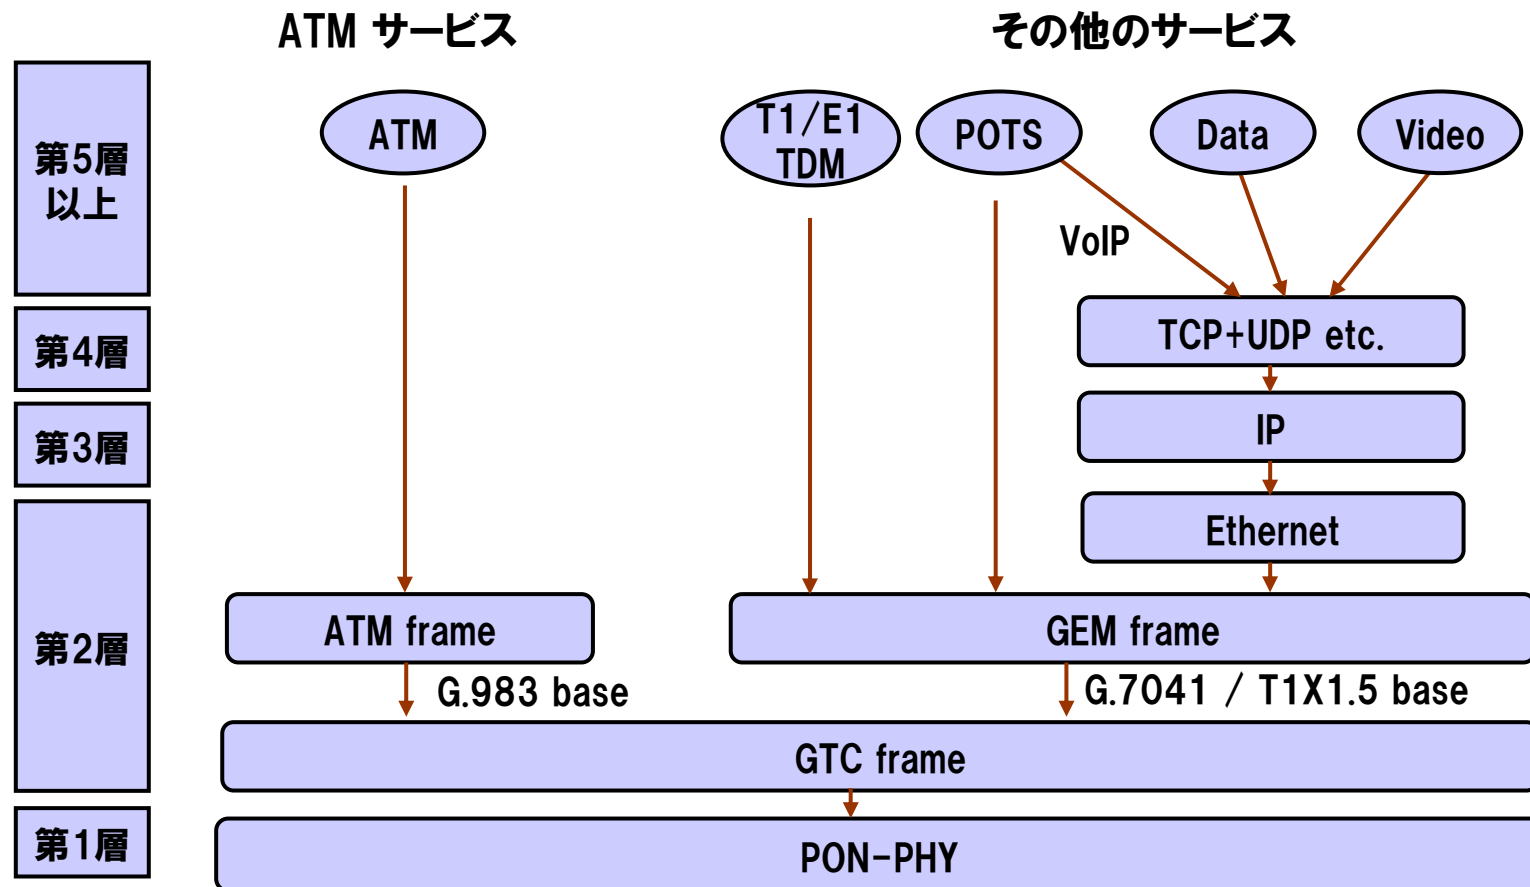 ATM サービス
その他のサービス
第5層
以上
ATM
T1/E1
TDM
POTS
Data
Video
VoIP
第4層
TCP+UDP etc.
第3層
IP
第2層
Ethernet
ATM frame
GEM frame
G.983 base
G.7041 / T1X1.5 base
GTC frame
第1層
PON-PHY